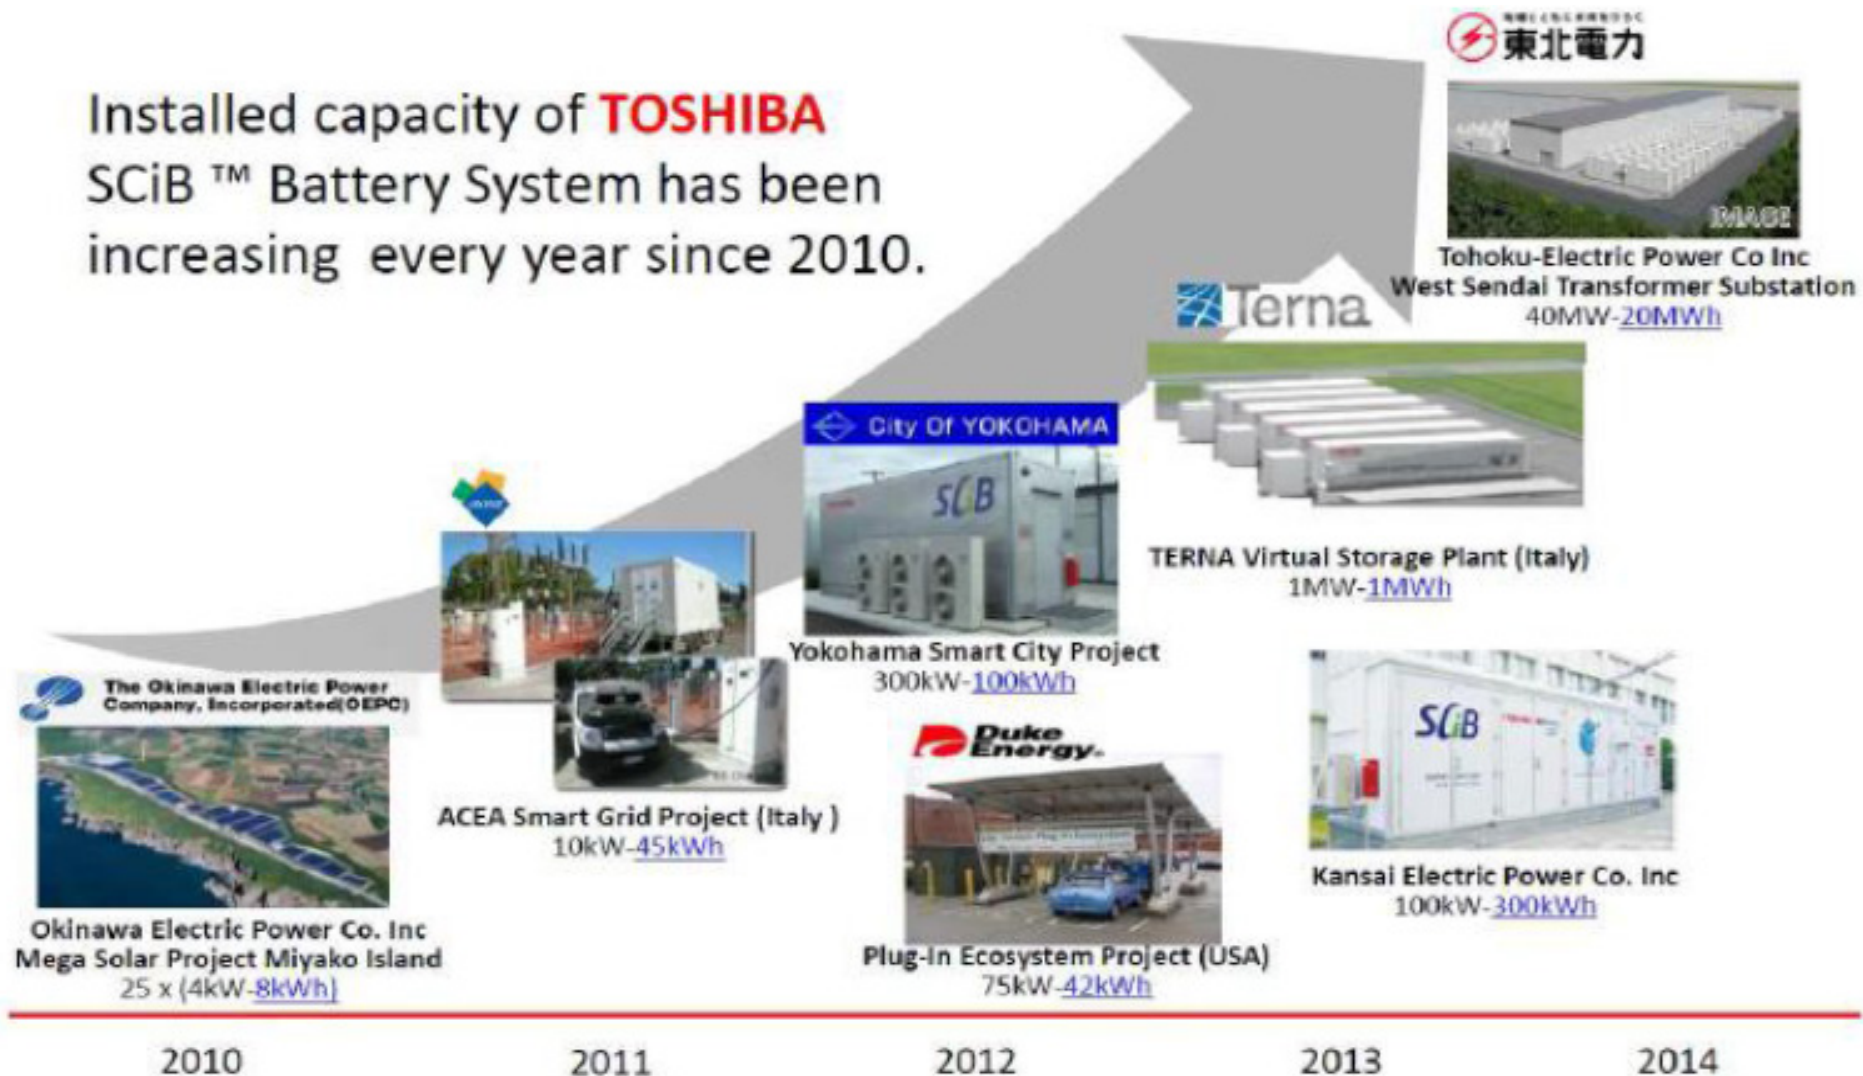 Installed capacity of TOSHIBA
SCiB ™ Battery System has been
increasing every year since 2010.
東北電力
IMAGE
Tohoku-Electric Power Co Inc
West Sendai Transformer Substation
40MW-20MWh
Terna
TERNA Virtual Storage Plant (Italy)
1MW-1MWh
City Of YOKOHAMA
SCiB
Yokohama Smart City Project
300kW-100kWh
ACEA Smart Grid Project (Italy )
10kW-45kWh
The Okinawa Electric Power
Company, Incorporated(OEPC)
Okinawa Electric Power Co. Inc
Mega Solar Project Miyako Island
25 x (4kW-8kWh)
Duke
Energy.
Plug-In Ecosystem Project (USA)
75kW-42kWh
SCiB
Kansai Electric Power Co. Inc
100kW-300kWh
2010
2011
2012
2013
2014